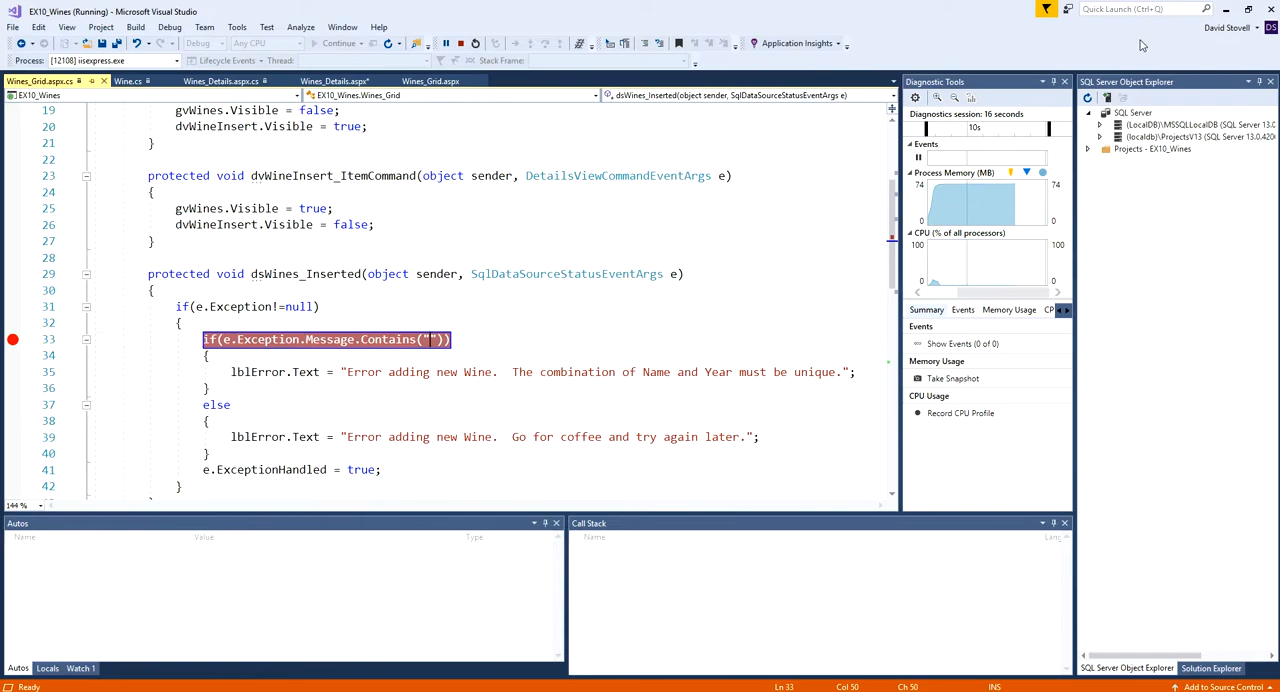 EX10_Wines (Running) - Microsoft Visual Studio
Quick Launch (Ctrl+Q)
File Edit View Project Build Debug Team Tools Test Analyze Window Help
David Stovell DS
Debug Any CPU Continue Application Insights
Process: [12108] iisexpress.exe Lifecycle Events Thread: Stack Frame:
Wines_Grid.aspx.cs Wine.cs Wines_Details.aspx.cs Wines_Details.aspx* Wines_Grid.aspx
EX10_Wines EX10_Wines.Wines_Grid dsWines_Inserted(object sender, SqlDataSourceStatusEventArgs e)
19 gvWines.Visible = false;
20 dvWineInsert.Visible = true;
21 }
22
23 protected void dvWineInsert_ItemCommand(object sender, DetailsViewCommandEventArgs e)
24 {
25 gvWines.Visible = true;
26 dvWineInsert.Visible = false;
27 }
28
29 protected void dsWines_Inserted(object sender, SqlDataSourceStatusEventArgs e)
30 {
31 if(e.Exception!=null)
32 {
33 if(e.Exception.Message.Contains(""))
34 {
35 lblError.Text = "Error adding new Wine.  The combination of Name and Year must be unique.";
36 }
37 else
38 {
39 lblError.Text = "Error adding new Wine.  Go for coffee and try again later.";
40 }
41 e.ExceptionHandled = true;
42 }
144 %
Diagnostic Tools
Diagnostics session: 16 seconds
10s
Events
Process Memory (MB)
74 74
0 0
CPU (% of all processors)
100 100
0 0
Summary Events Memory Usage CP
Events
Show Events (0 of 0)
Memory Usage
Take Snapshot
CPU Usage
Record CPU Profile
SQL Server Object Explorer
SQL Server
(LocalDB)\MSSQLLocalDB (SQL Server 13.0
(localdb)\ProjectsV13 (SQL Server 13.0.4200
Projects - EX10_Wines
SQL Server Object Explorer Solution Explorer
Autos
Name Value Type
Autos Locals Watch 1
Call Stack
Name Lang
Ready Ln 33 Col 50 Ch 50 INS Add to Source Control